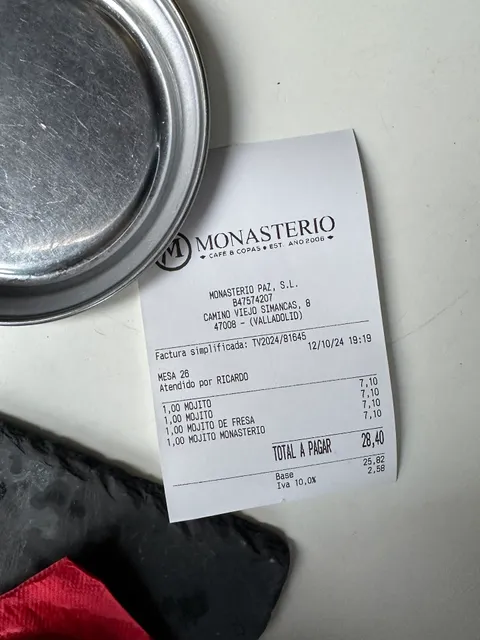 M MONASTERIO
CAFÉ & COPAS ♦ EST. AÑO 2008
MONASTERIO PAZ, S.L.
B47574207
CAMINO VIEJO SIMANCAS, 8
47008 - (VALLADOLID)
Factura simplificada: TV2024/81645
12/10/24 19:19
MESA 26
Atendido por RICARDO
1,00 MOJITO 7,10
1,00 MOJITO 7,10
1,00 MOJITO DE FRESA 7,10
1,00 MOJITO MONASTERIO 7,10
TOTAL A PAGAR 28,40
Base 25,82
Iva 10,0% 2,58